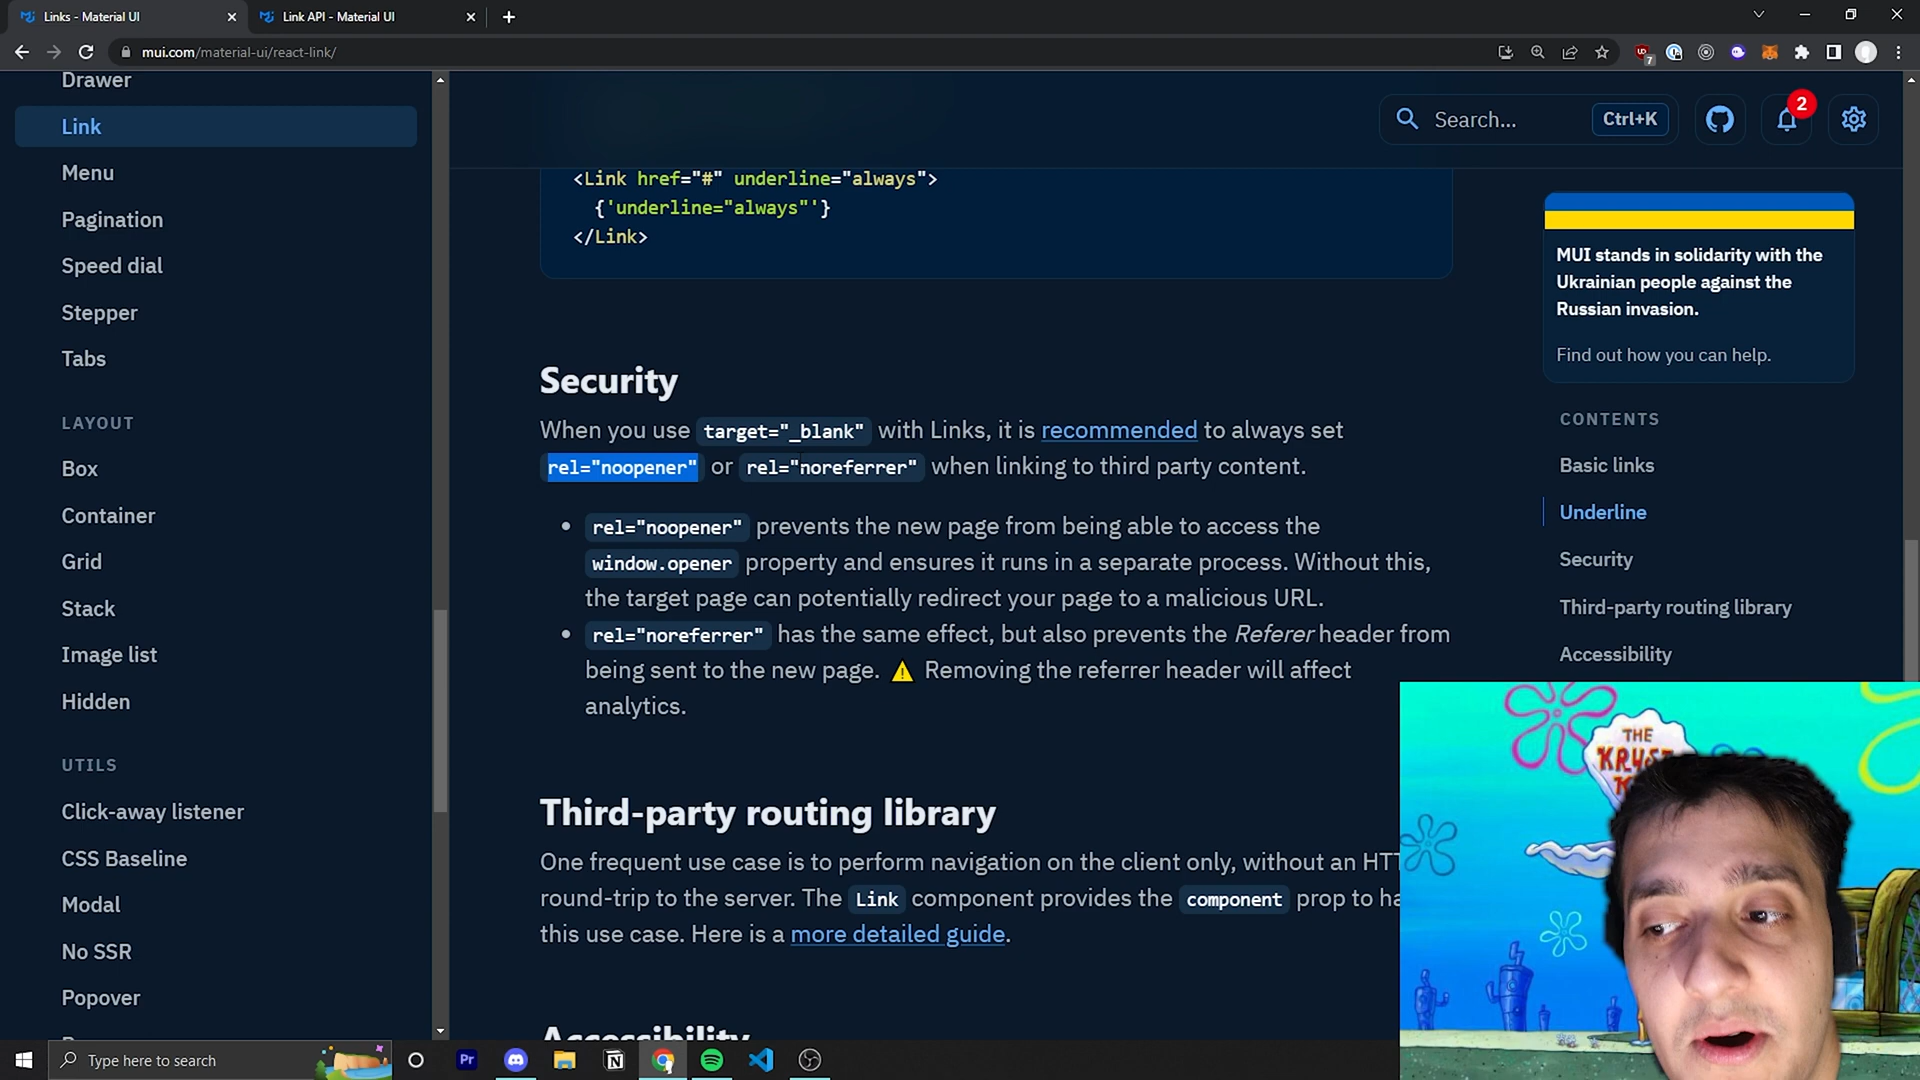 Links - Material UI
Link API - Material UI
mui.com/material-ui/react-link/
7
Drawer
Link
Menu
Pagination
Speed dial
Stepper
Tabs
LAYOUT
Box
Container
Grid
Stack
Image list
Hidden
UTILS
Click-away listener
CSS Baseline
Modal
No SSR
Popover
Search...
Ctrl+K
2
<Link href="#" underline="always">
{'underline="always"'}
</Link>
Security
When you use target="_blank" with Links, it is recommended to always set
rel="noopener" or rel="noreferrer" when linking to third party content.
• rel="noopener" prevents the new page from being able to access the
window.opener property and ensures it runs in a separate process. Without this,
the target page can potentially redirect your page to a malicious URL.
• rel="noreferrer" has the same effect, but also prevents the Referer header from
being sent to the new page. ⚠️ Removing the referrer header will affect
analytics.
Third-party routing library
One frequent use case is to perform navigation on the client only, without an HT
round-trip to the server. The Link component provides the component prop to ha
this use case. Here is a more detailed guide.
Accessibility
MUI stands in solidarity with the
Ukrainian people against the
Russian invasion.
Find out how you can help.
CONTENTS
Basic links
Underline
Security
Third-party routing library
Accessibility
THE
Type here to search
Pr